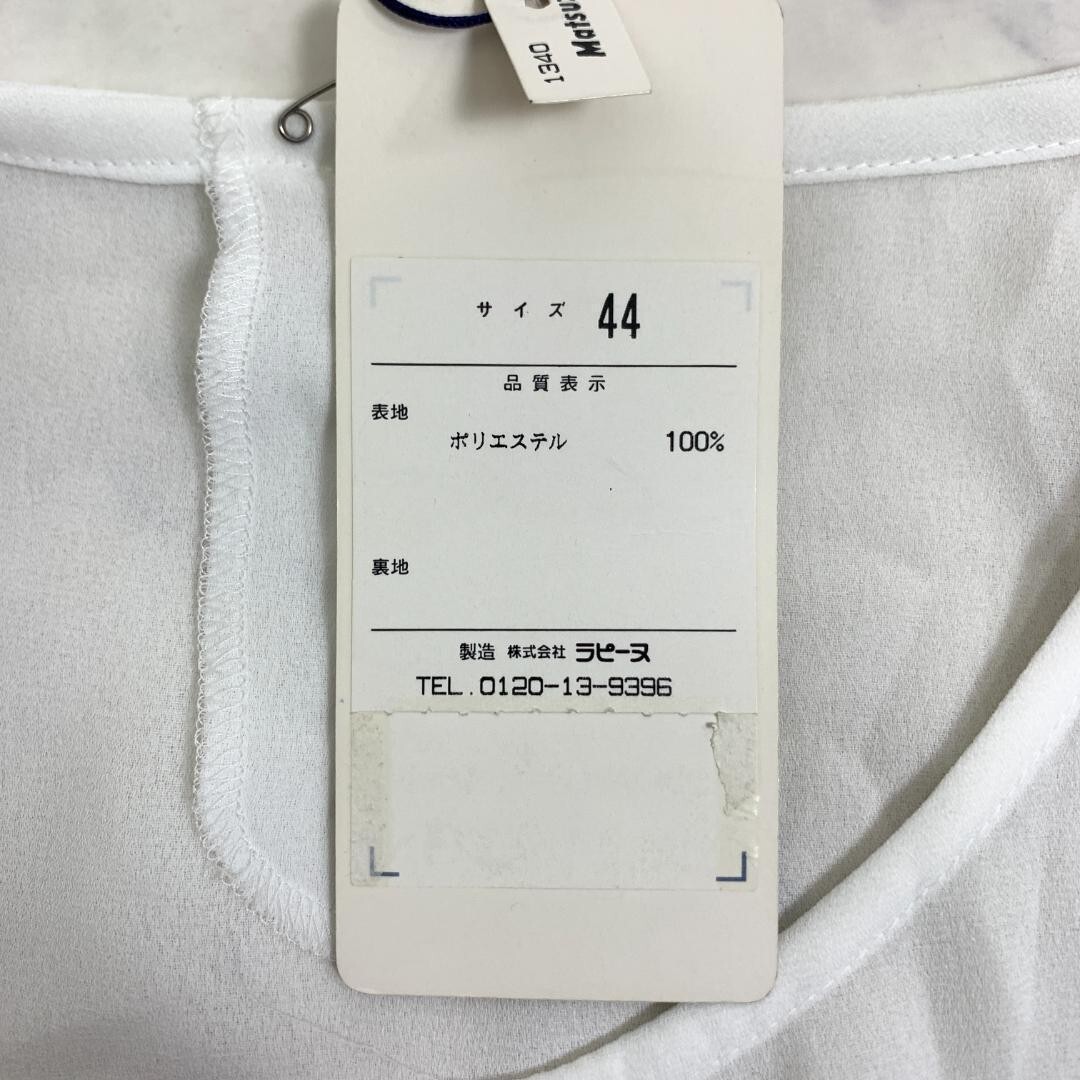 1340
サイズ 44
品質表示
表地
ポリエステル 100%
裏地
製造 株式会社 ラピーヌ
TEL.0120-13-9396